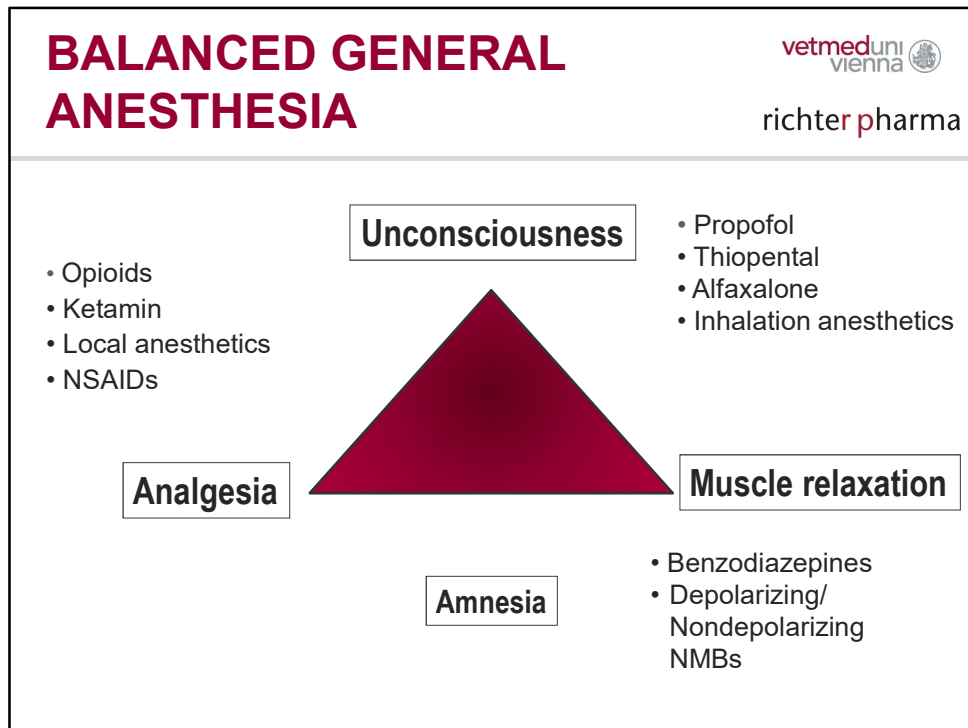 BALANCED GENERAL
ANESTHESIA
vetmeduni
vienna
richter pharma
Unconsciousness
• Propofol
• Thiopental
• Alfaxalone
• Inhalation anesthetics
• Opioids
• Ketamin
• Local anesthetics
• NSAIDs
Analgesia
Muscle relaxation
Amnesia
• Benzodiazepines
• Depolarizing/
Nondepolarizing
NMBs